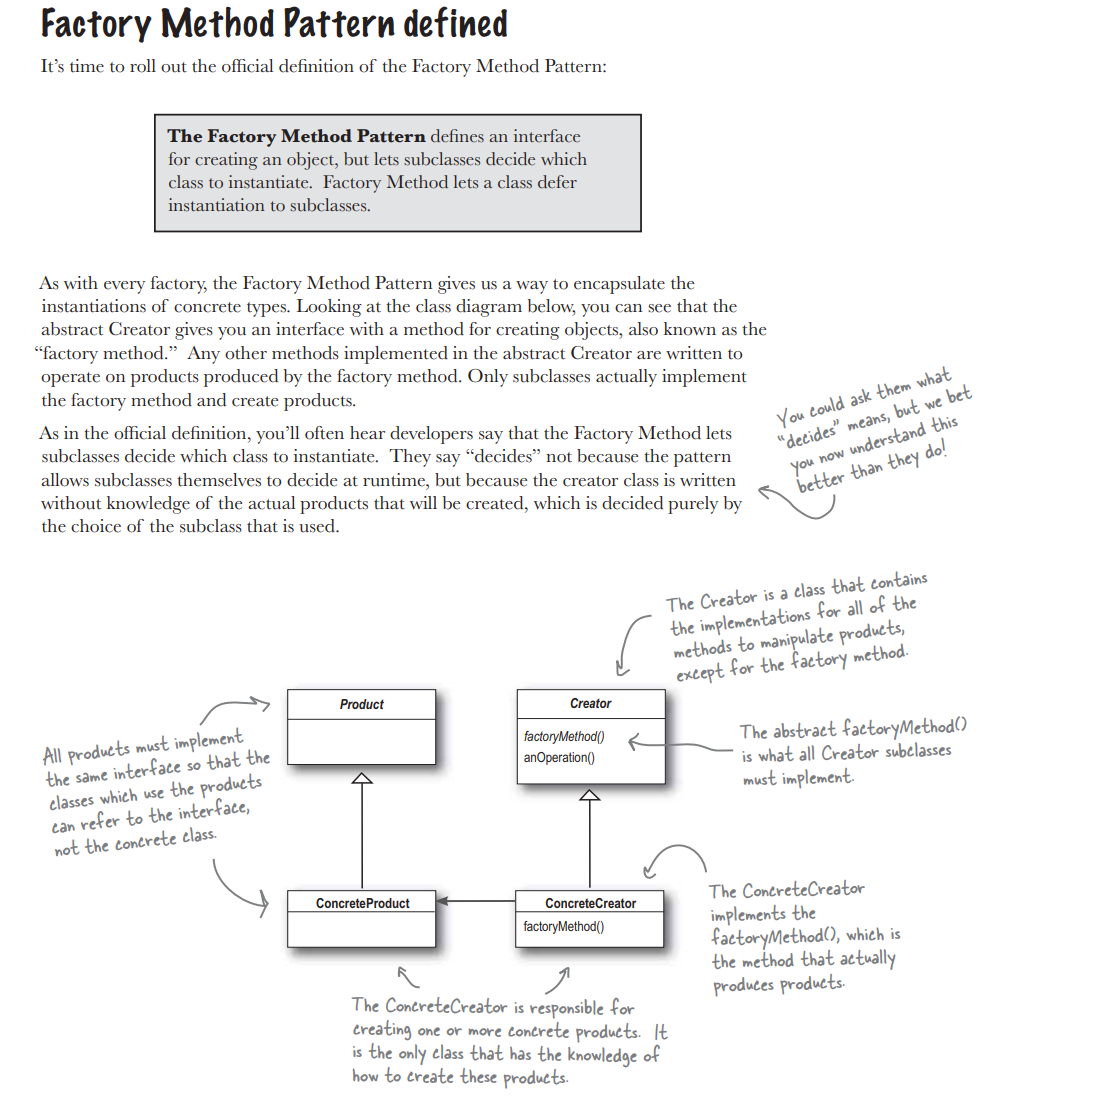 Factory Method Pattern defined
It's time to roll out the official definition of the Factory Method Pattern:
The Factory Method Pattern defines an interface
for creating an object, but lets subclasses decide which
class to instantiate.  Factory Method lets a class defer
instantiation to subclasses.
As with every factory, the Factory Method Pattern gives us a way to encapsulate the
instantiations of concrete types. Looking at the class diagram below, you can see that the
abstract Creator gives you an interface with a method for creating objects, also known as the
“factory method.”  Any other methods implemented in the abstract Creator are written to
operate on products produced by the factory method. Only subclasses actually implement
the factory method and create products.
As in the official definition, you'll often hear developers say that the Factory Method lets
subclasses decide which class to instantiate.  They say “decides” not because the pattern
allows subclasses themselves to decide at runtime, but because the creator class is written
without knowledge of the actual products that will be created, which is decided purely by
the choice of the subclass that is used.
You could ask them what
“decides” means, but we bet
you now understand this
better than they do!
The Creator is a class that contains
the implementations for all of the
methods to manipulate products,
except for the factory method.
Product
Creator
factoryMethod()
anOperation()
The abstract factoryMethod()
is what all Creator subclasses
must implement.
All products must implement
the same interface so that the
classes which use the products
can refer to the interface,
not the concrete class.
ConcreteProduct
ConcreteCreator
factoryMethod()
The ConcreteCreator
implements the
factoryMethod(), which is
the method that actually
produces products.
The ConcreteCreator is responsible for
creating one or more concrete products.  It
is the only class that has the knowledge of
how to create these products.